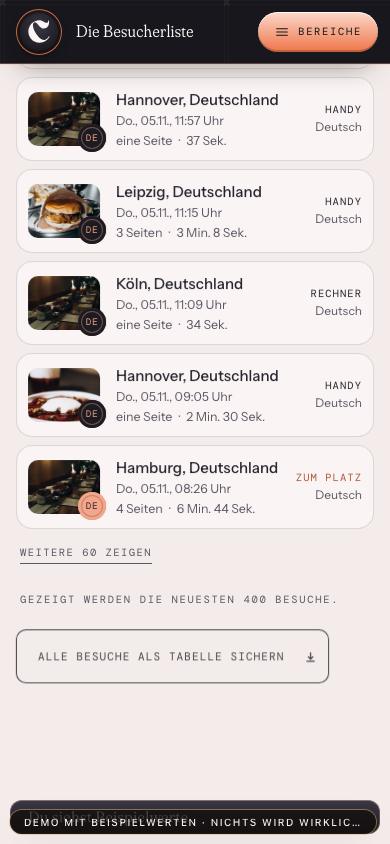 C Die Besucherliste
BEREICHE
Hannover, Deutschland
Do., 05.11., 11:57 Uhr
eine Seite · 37 Sek.
HANDY
Deutsch
DE
Leipzig, Deutschland
Do., 05.11., 11:15 Uhr
3 Seiten · 3 Min. 8 Sek.
HANDY
Deutsch
DE
Köln, Deutschland
Do., 05.11., 11:09 Uhr
eine Seite · 34 Sek.
RECHNER
Deutsch
DE
Hannover, Deutschland
Do., 05.11., 09:05 Uhr
eine Seite · 2 Min. 30 Sek.
HANDY
Deutsch
DE
Hamburg, Deutschland
Do., 05.11., 08:26 Uhr
4 Seiten · 6 Min. 44 Sek.
ZUM PLATZ
Deutsch
DE
WEITERE 60 ZEIGEN
GEZEIGT WERDEN DIE NEUESTEN 400 BESUCHE.
ALLE BESUCHE ALS TABELLE SICHERN
Du siehst Beispielwerte
DEMO MIT BEISPIELWERTEN · NICHTS WIRD WIRKLIC…